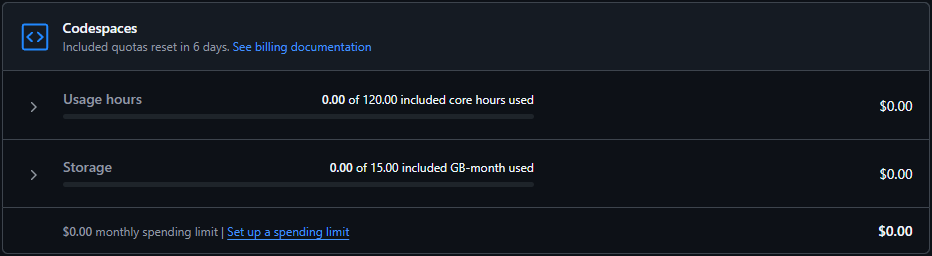 Codespaces
Included quotas reset in 6 days. See billing documentation
Usage hours 0.00 of 120.00 included core hours used $0.00
Storage 0.00 of 15.00 included GB-month used $0.00
$0.00 monthly spending limit | Set up a spending limit $0.00